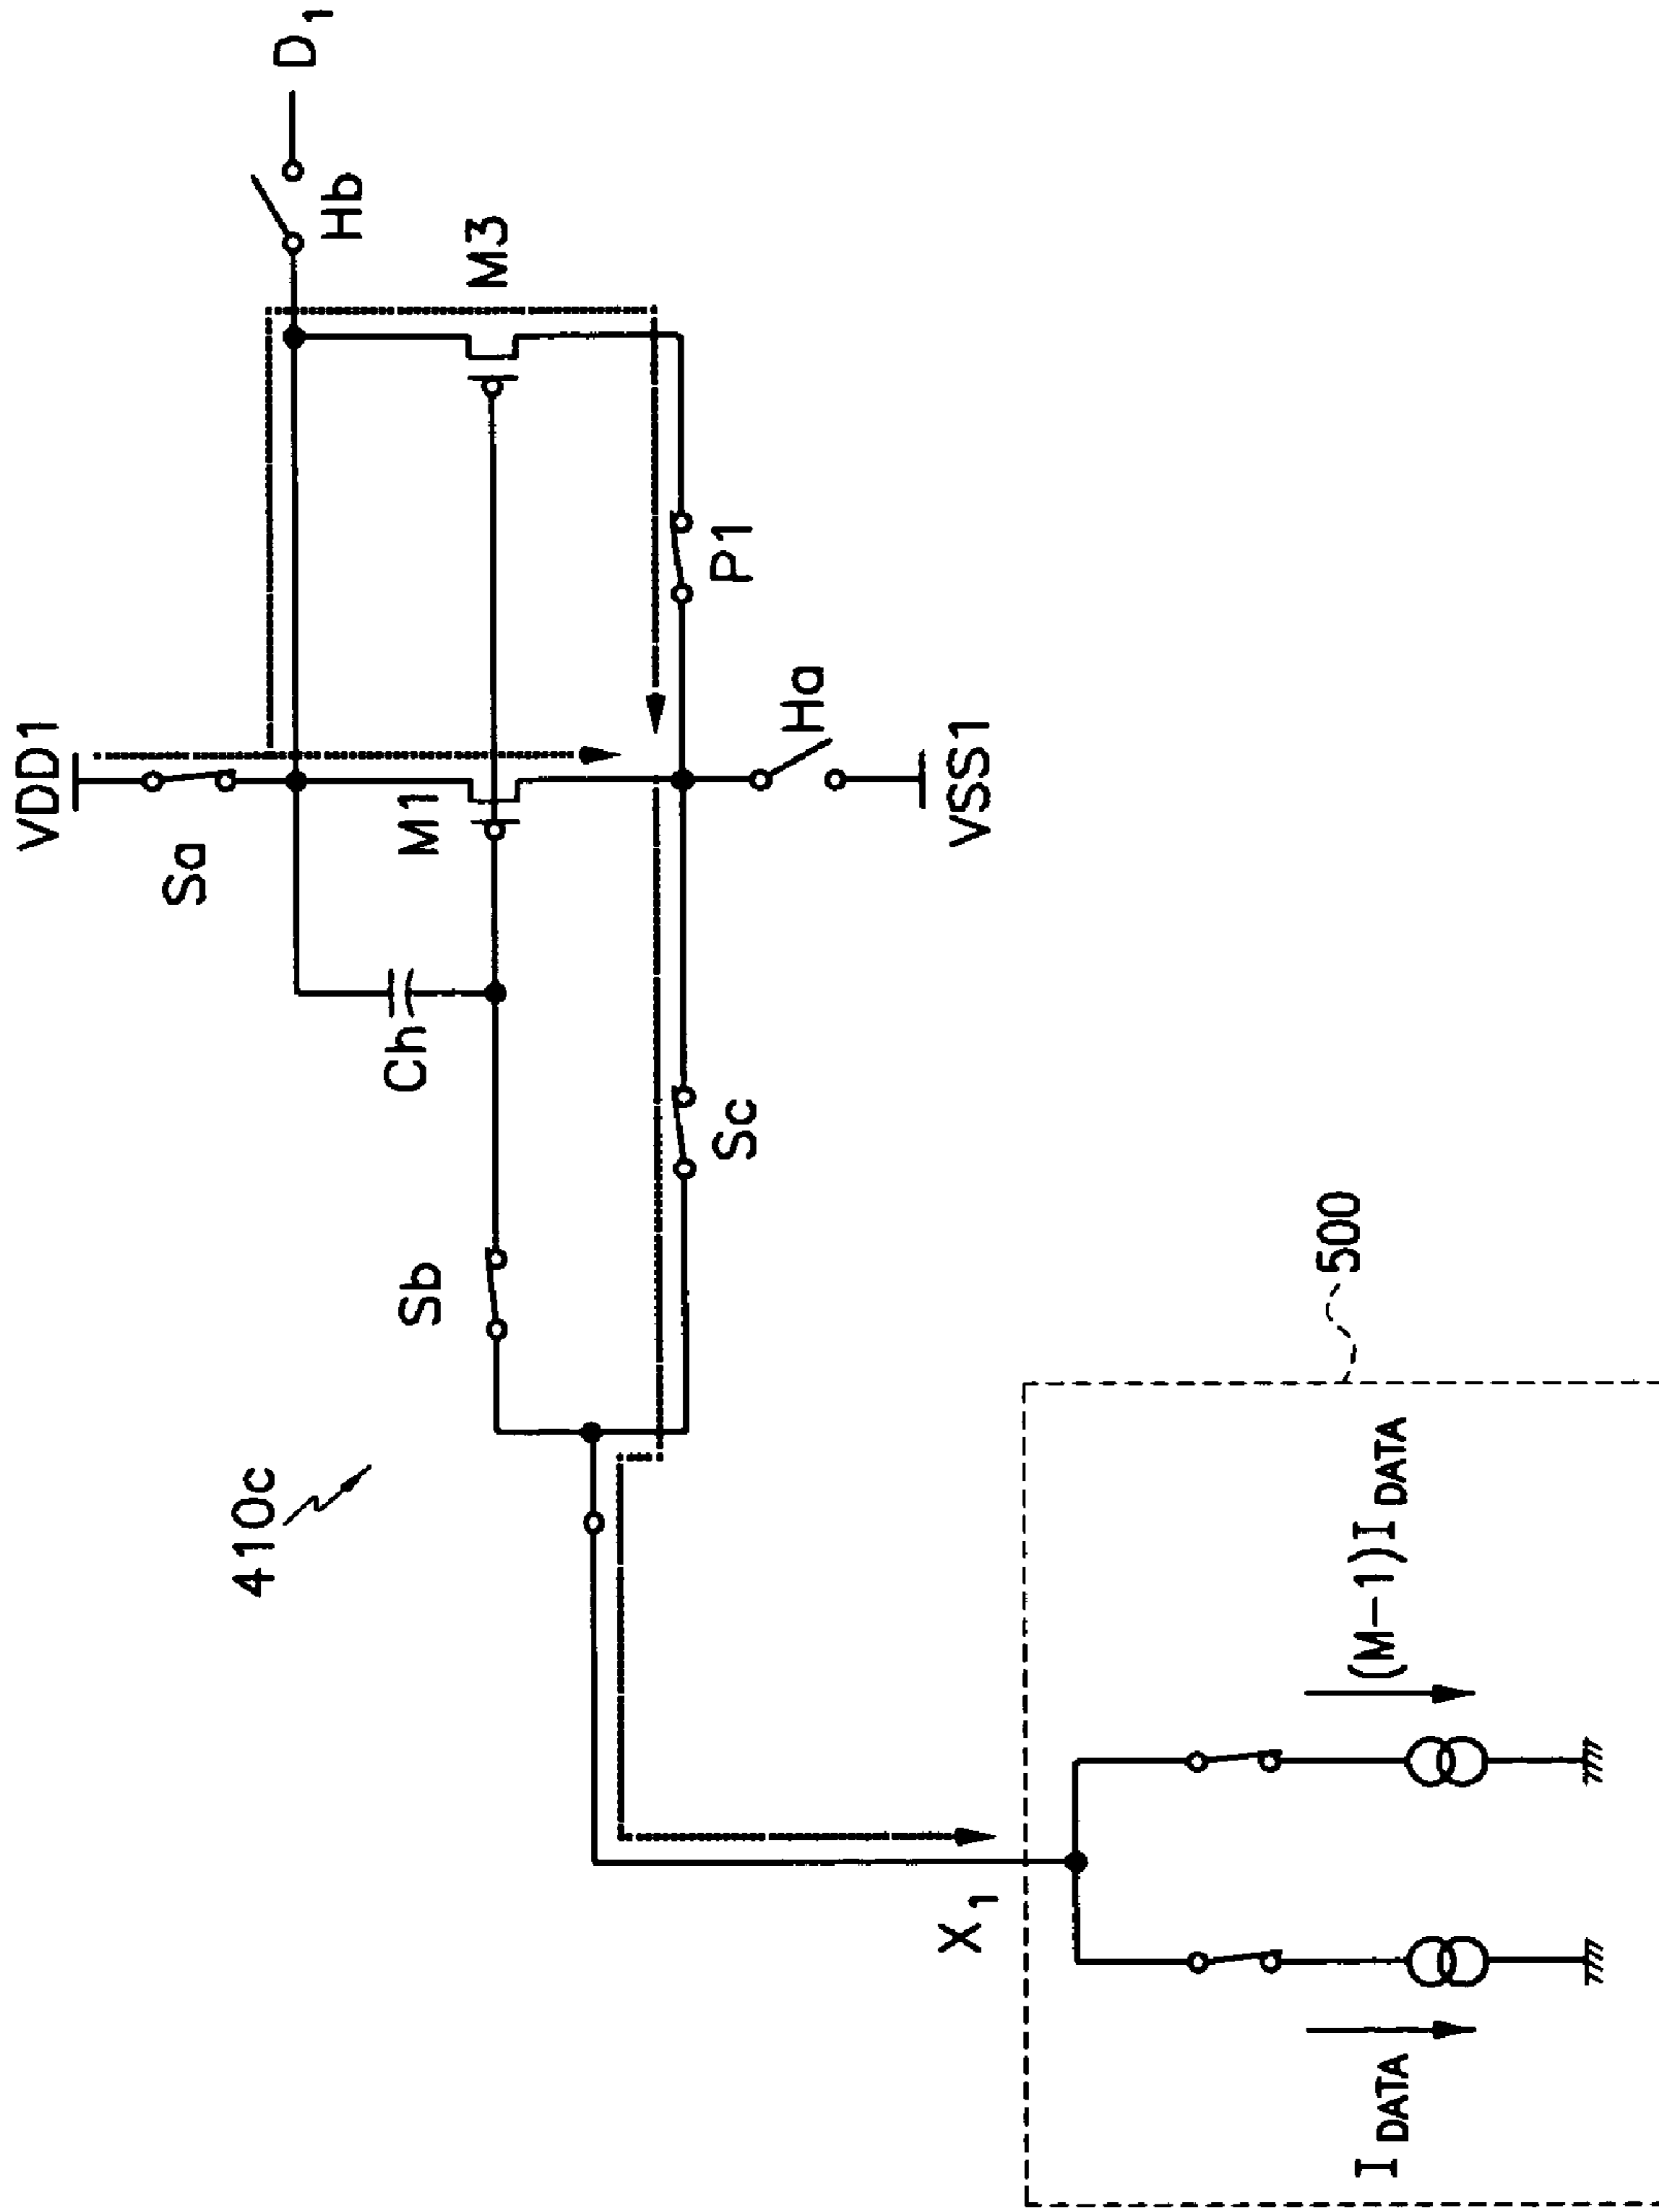 410c
VDD1
Sa
D1
Hb
M1
M3
Ch
Sb
Sc
P1
Ha
VSS1
X1
500
IDATA
(M-1)IDATA